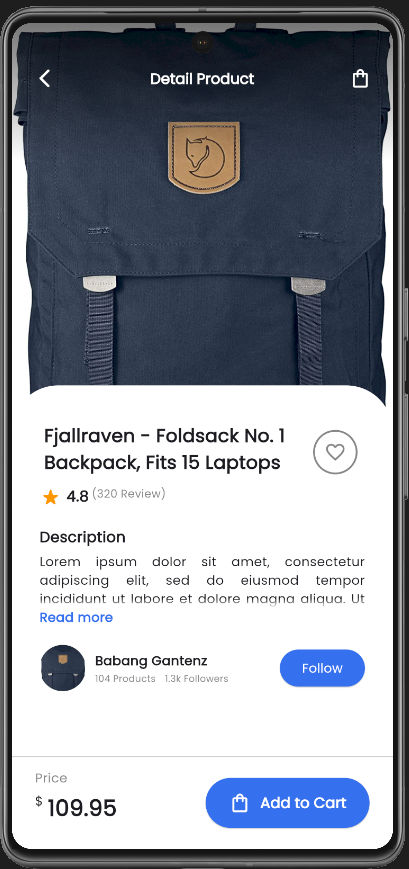 Detail Product
Fjallraven - Foldsack No. 1
Backpack, Fits 15 Laptops
4.8 (320 Review)
Description
Lorem ipsum dolor sit amet, consectetur
adipiscing elit, sed do eiusmod tempor
incididunt ut labore et dolore magna aliqua. Ut
Read more
Babang Gantenz
104 Products 1.3k Followers
Follow
Price
$ 109.95
Add to Cart